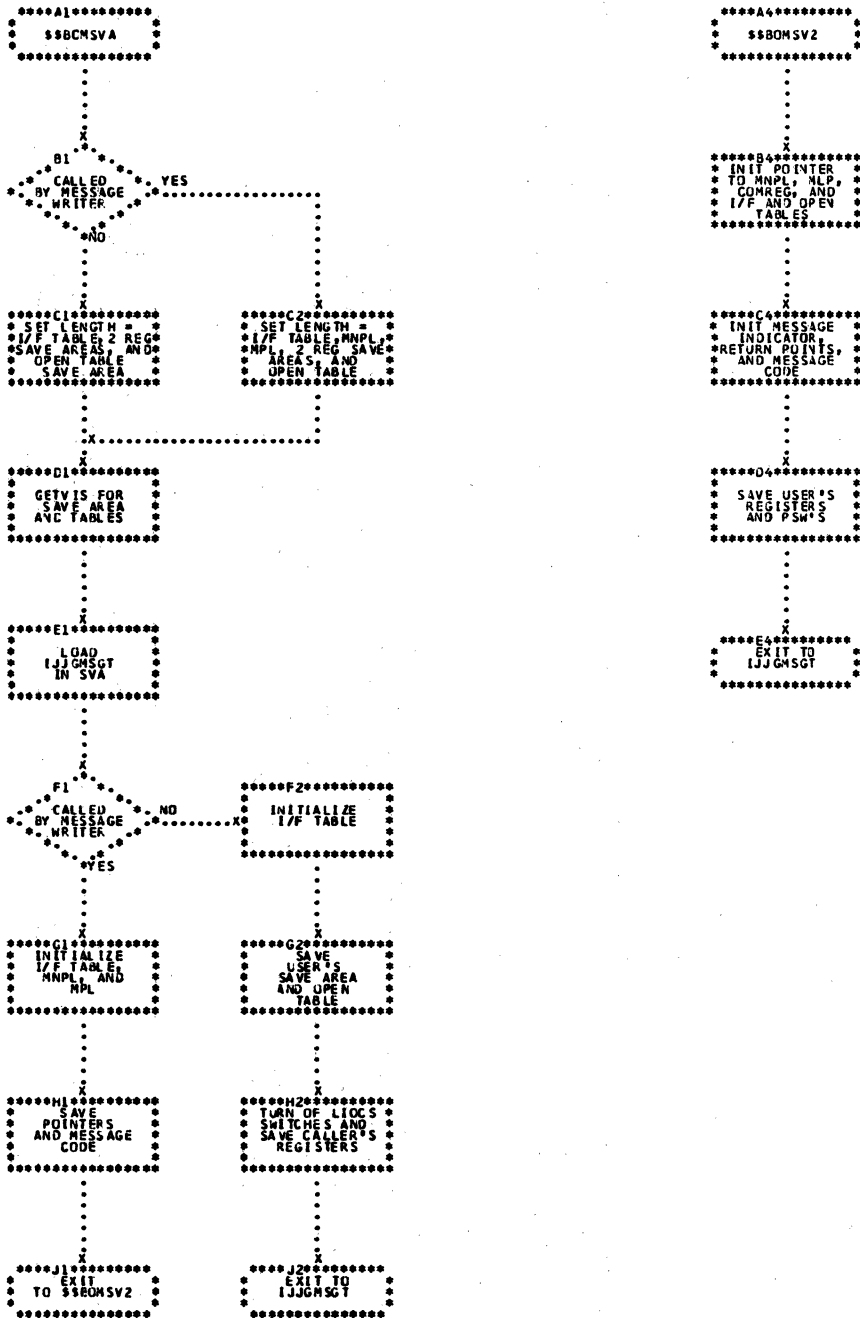 A1
$$BCMSVA
B1
CALLED
BY MESSAGE
WRITER
YES
NO
C1
SET LENGTH =
I/F TABLE,2 REG
SAVE AREAS, AND
OPEN TABLE
SAVE AREA
C2
SET LENGTH =
I/F TABLE,MNPL,
MPL, 2 REG SAVE
AREAS, AND
OPEN TABLE
D1
GETVIS FOR
SAVE AREA
AND TABLES
E1
LOAD
IJJGMSGT
IN SVA
F1
CALLED
BY MESSAGE
WRITER
NO
YES
F2
INITIALIZE
I/F TABLE
G1
INITIALIZE
I/F TABLE,
MNPL, AND
MPL
G2
SAVE
USER'S
SAVE AREA
AND OPEN
TABLE
H1
SAVE
POINTERS
AND MESSAGE
CODE
H2
TURN OF LIOCS
SWITCHES AND
SAVE CALLER'S
REGISTERS
J1
EXIT
TO $$BOMSV2
J2
EXIT TO
IJJGMSGT
A4
$$BOMSV2
B4
INIT POINTER
TO MNPL, MLP,
COMREG, AND
I/F AND OPEN
TABLES
C4
INIT MESSAGE
INDICATOR,
RETURN POINTS,
AND MESSAGE
CODE
D4
SAVE USER'S
REGISTERS
AND PSW'S
E4
EXIT TO
IJJGMSGT